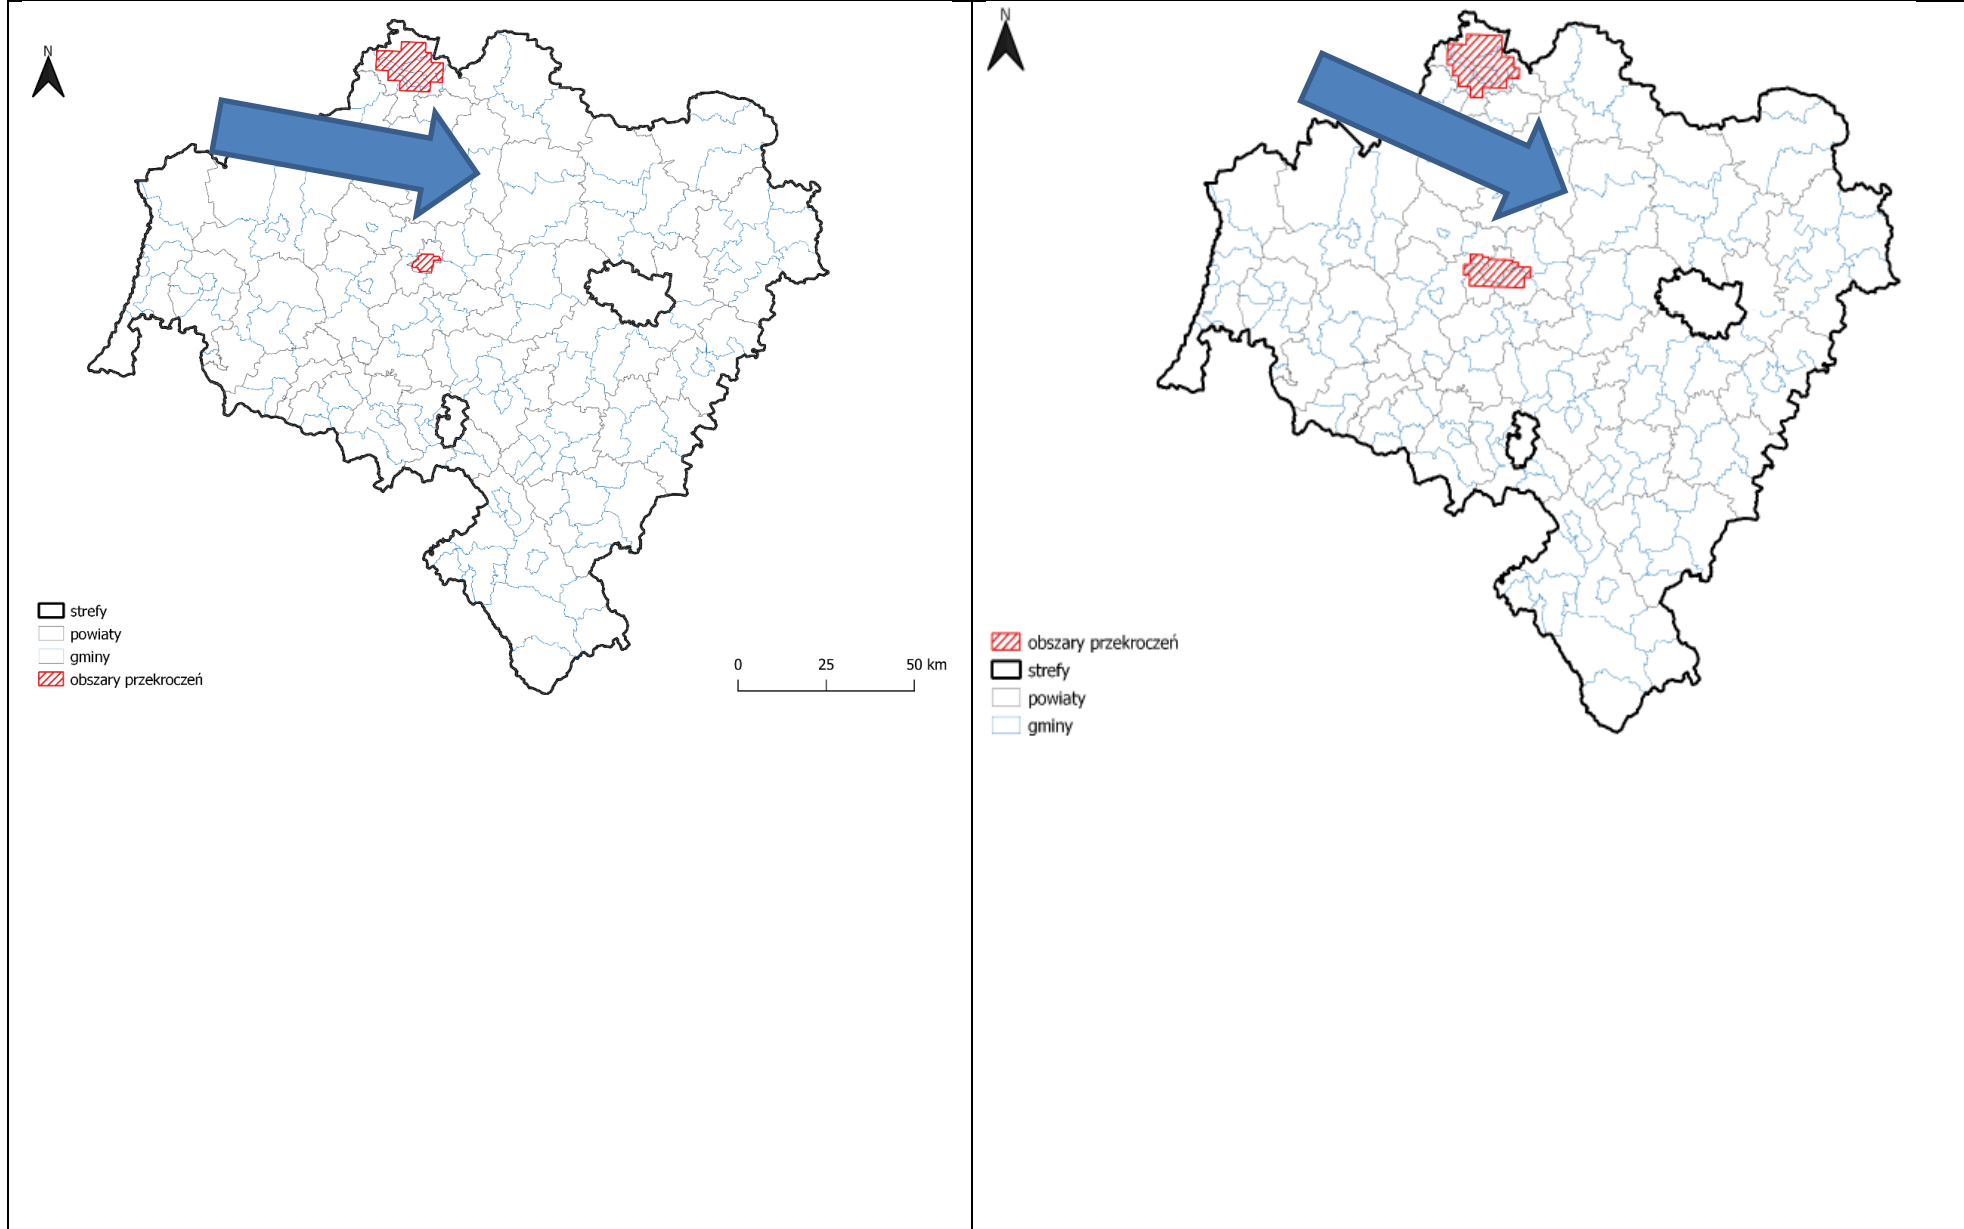 N
strefy
powiaty
gminy
obszary przekroczeń
0 25 50 km
N
obszary przekroczeń
strefy
powiaty
gminy